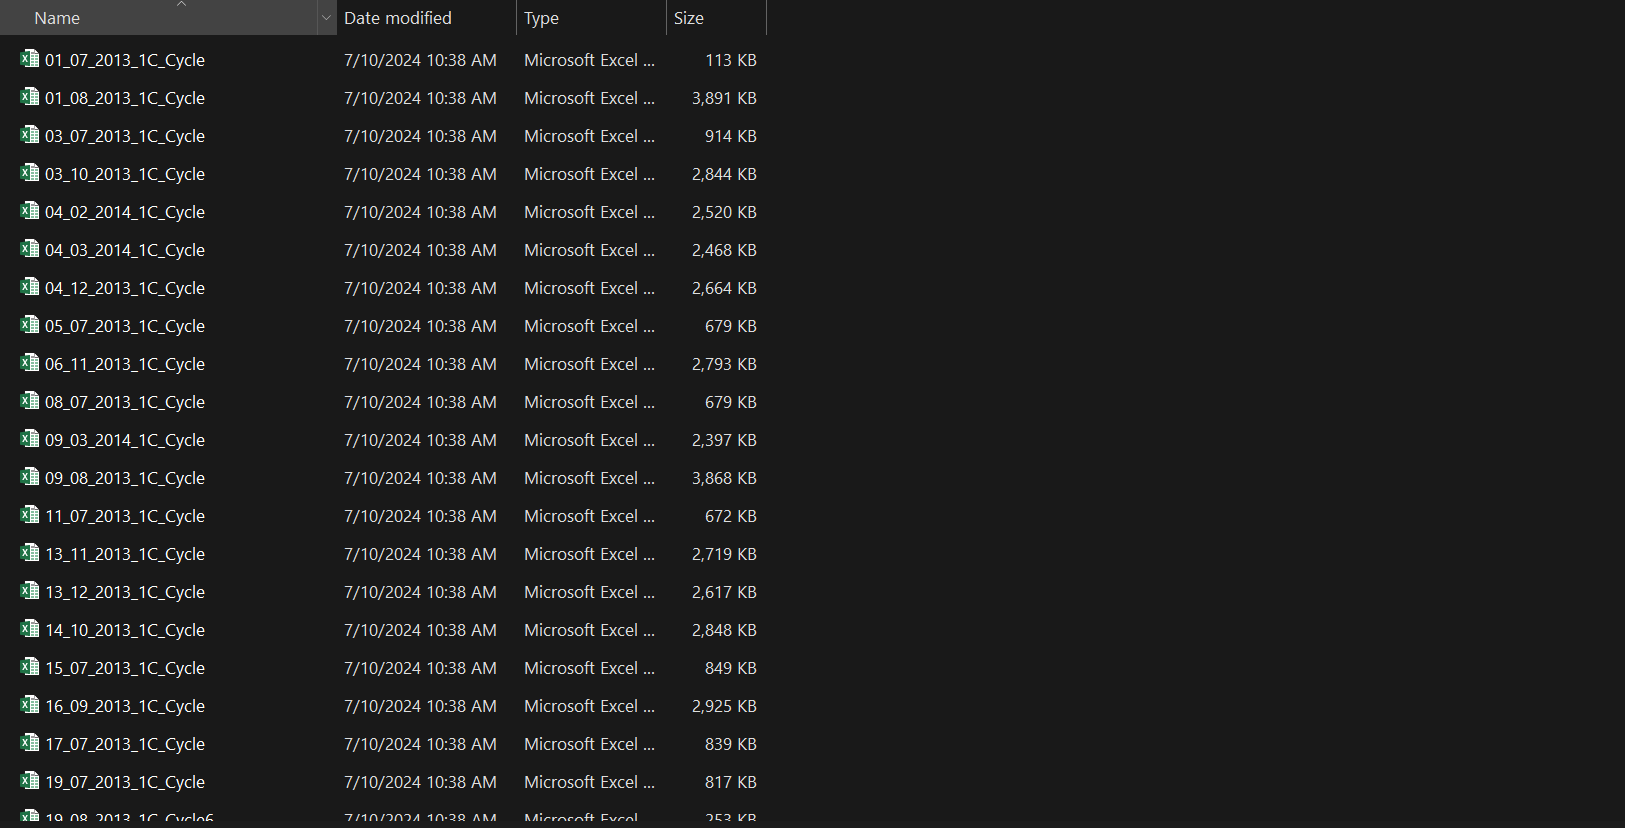 Name Date modified Type Size
01_07_2013_1C_Cycle 7/10/2024 10:38 AM Microsoft Excel ... 113 KB
01_08_2013_1C_Cycle 7/10/2024 10:38 AM Microsoft Excel ... 3,891 KB
03_07_2013_1C_Cycle 7/10/2024 10:38 AM Microsoft Excel ... 914 KB
03_10_2013_1C_Cycle 7/10/2024 10:38 AM Microsoft Excel ... 2,844 KB
04_02_2014_1C_Cycle 7/10/2024 10:38 AM Microsoft Excel ... 2,520 KB
04_03_2014_1C_Cycle 7/10/2024 10:38 AM Microsoft Excel ... 2,468 KB
04_12_2013_1C_Cycle 7/10/2024 10:38 AM Microsoft Excel ... 2,664 KB
05_07_2013_1C_Cycle 7/10/2024 10:38 AM Microsoft Excel ... 679 KB
06_11_2013_1C_Cycle 7/10/2024 10:38 AM Microsoft Excel ... 2,793 KB
08_07_2013_1C_Cycle 7/10/2024 10:38 AM Microsoft Excel ... 679 KB
09_03_2014_1C_Cycle 7/10/2024 10:38 AM Microsoft Excel ... 2,397 KB
09_08_2013_1C_Cycle 7/10/2024 10:38 AM Microsoft Excel ... 3,868 KB
11_07_2013_1C_Cycle 7/10/2024 10:38 AM Microsoft Excel ... 672 KB
13_11_2013_1C_Cycle 7/10/2024 10:38 AM Microsoft Excel ... 2,719 KB
13_12_2013_1C_Cycle 7/10/2024 10:38 AM Microsoft Excel ... 2,617 KB
14_10_2013_1C_Cycle 7/10/2024 10:38 AM Microsoft Excel ... 2,848 KB
15_07_2013_1C_Cycle 7/10/2024 10:38 AM Microsoft Excel ... 849 KB
16_09_2013_1C_Cycle 7/10/2024 10:38 AM Microsoft Excel ... 2,925 KB
17_07_2013_1C_Cycle 7/10/2024 10:38 AM Microsoft Excel ... 839 KB
19_07_2013_1C_Cycle 7/10/2024 10:38 AM Microsoft Excel ... 817 KB
19_08_2013_1C_Cycle6 7/10/2024 10:38 AM Microsoft Excel ... 253 KB